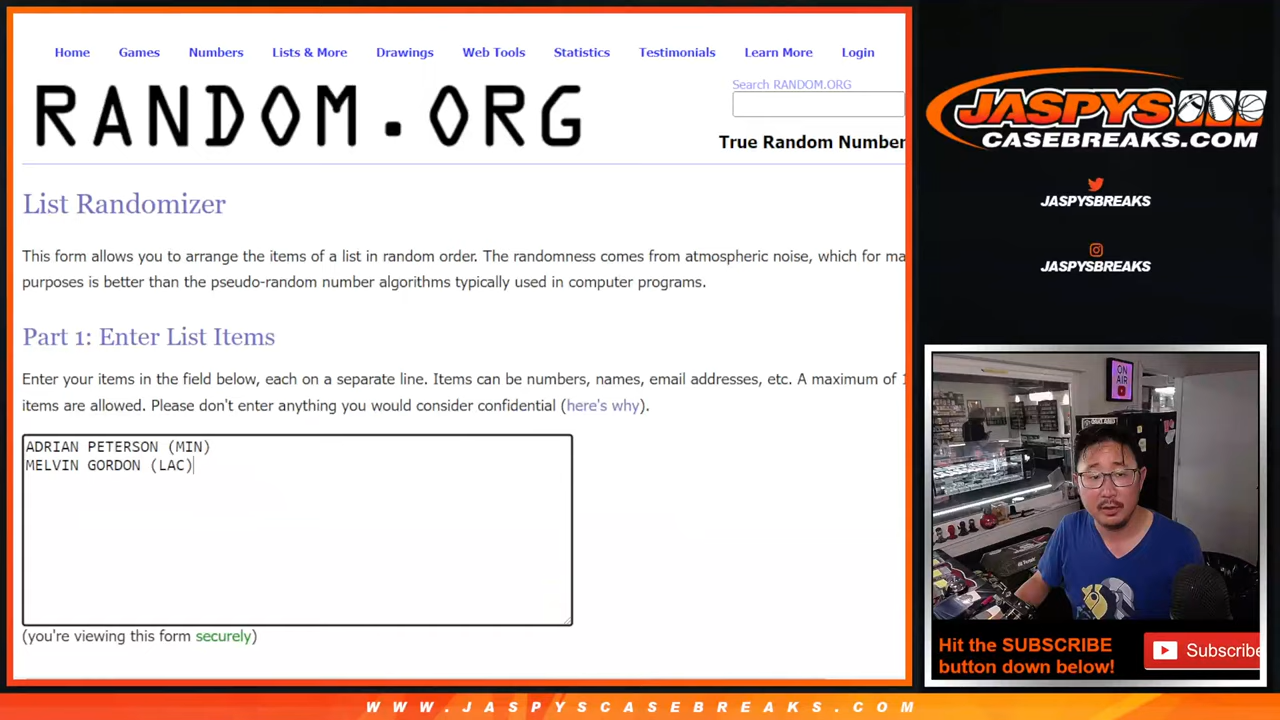 Home Games Numbers Lists & More Drawings Web Tools Statistics Testimonials Learn More Login
RANDOM.ORG
Search RANDOM.ORG
True Random Number
List Randomizer
This form allows you to arrange the items of a list in random order. The randomness comes from atmospheric noise, which for ma
purposes is better than the pseudo-random number algorithms typically used in computer programs.
Part 1: Enter List Items
Enter your items in the field below, each on a separate line. Items can be numbers, names, email addresses, etc. A maximum of 1
items are allowed. Please don't enter anything you would consider confidential (here's why).
ADRIAN PETERSON (MIN)
MELVIN GORDON (LAC)
(you're viewing this form securely)
JASPYS
CASEBREAKS.COM
JASPYSBREAKS
JASPYSBREAKS
ON
AIR
Hit the SUBSCRIBE
button down below!
Subscribe
WWW.JASPYSCASEBREAKS.COM